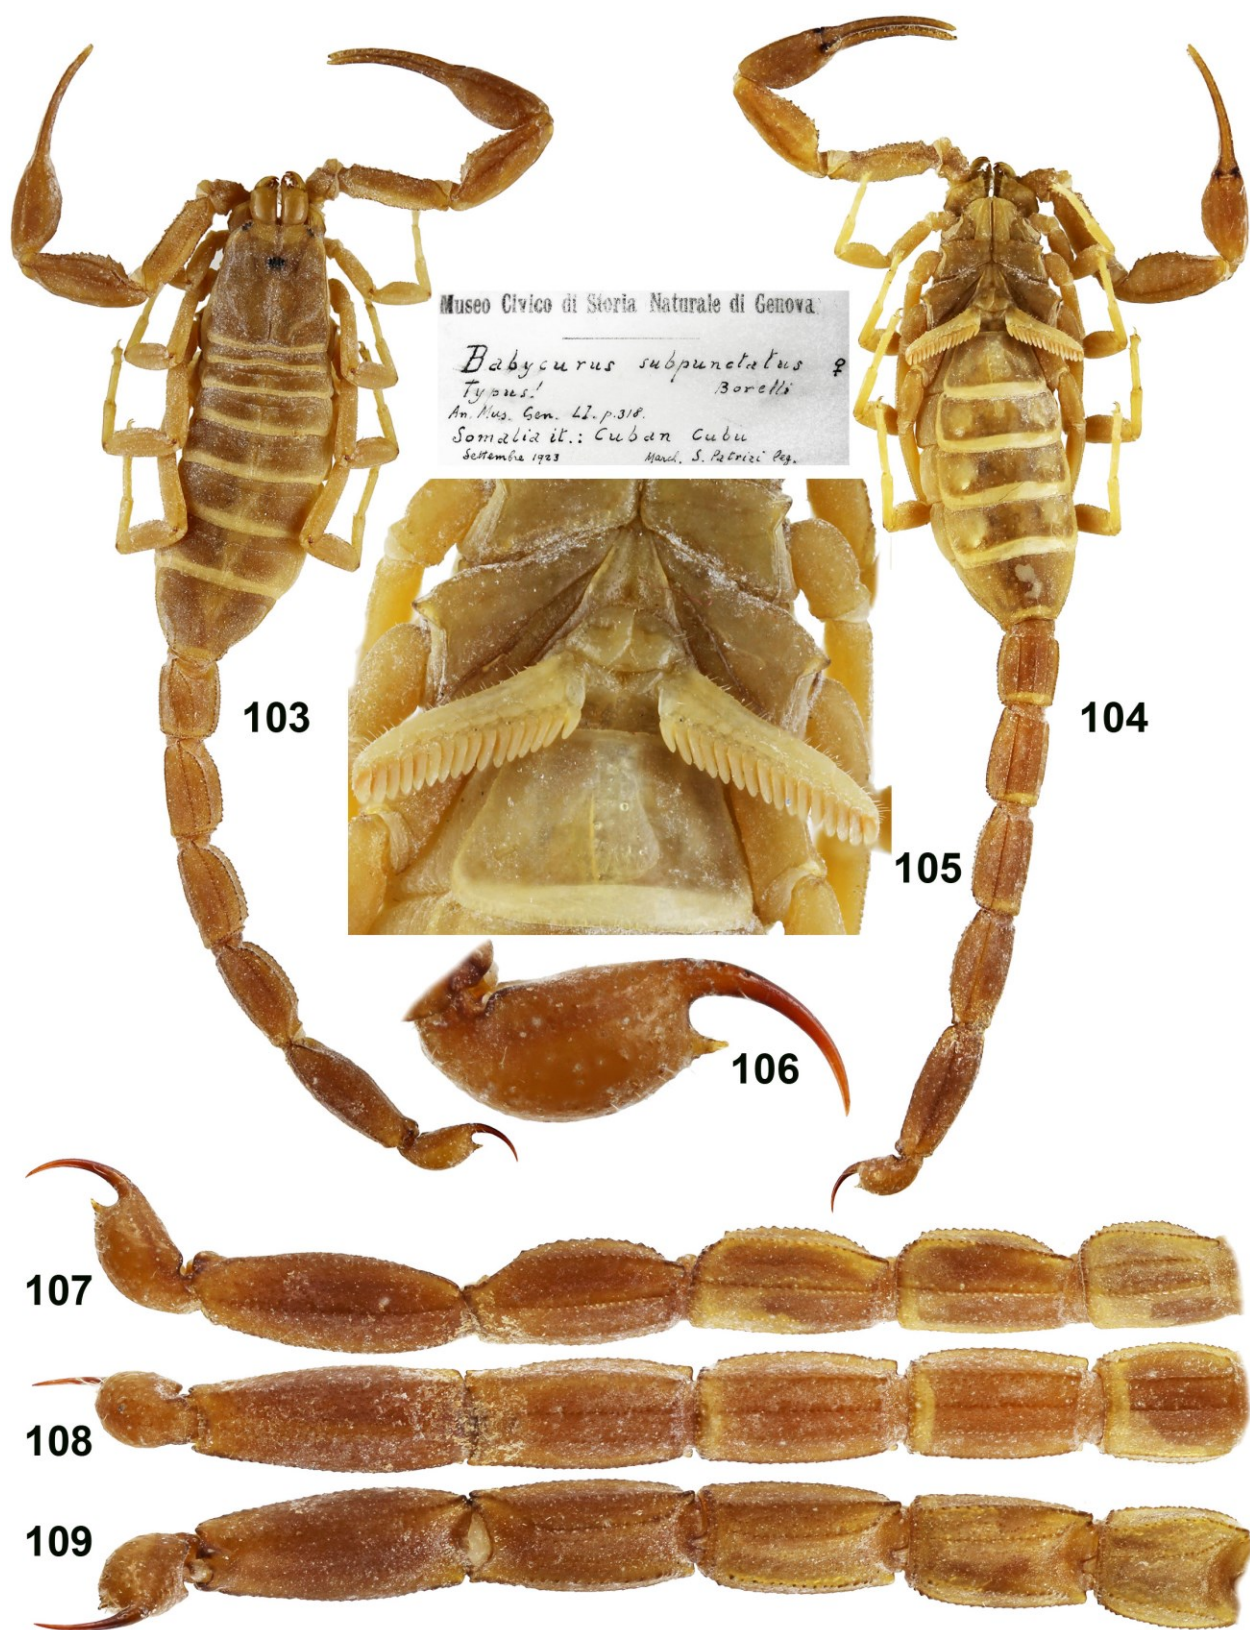 Museo Civico di Storia Naturale di Genova
Babycurus subpunctatus ♀
Typus! Borelli
An. Mus. Gen. LI. p. 318.
Somalia it.: Cuban Cubu
Settembre 1923 March. S. Patrizi Leg.
103
104
105
106
107
108
109